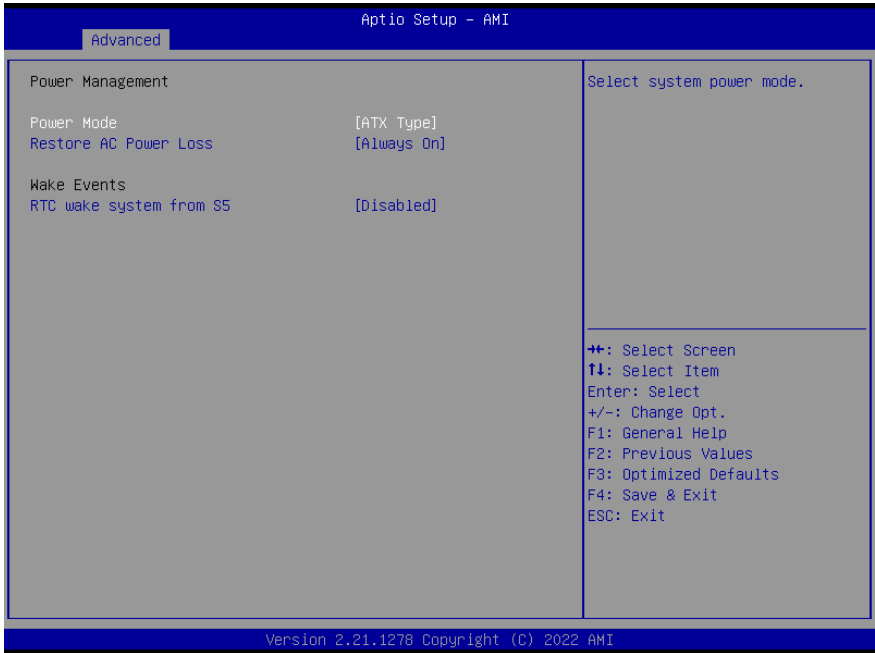 Aptio Setup – AMI
Advanced
Power Management
Power Mode [ATX Type]
Restore AC Power Loss [Always On]
Wake Events
RTC wake system from S5 [Disabled]
Select system power mode.
→←: Select Screen
↑↓: Select Item
Enter: Select
+/-: Change Opt.
F1: General Help
F2: Previous Values
F3: Optimized Defaults
F4: Save & Exit
ESC: Exit
Version 2.21.1278 Copyright (C) 2022 AMI